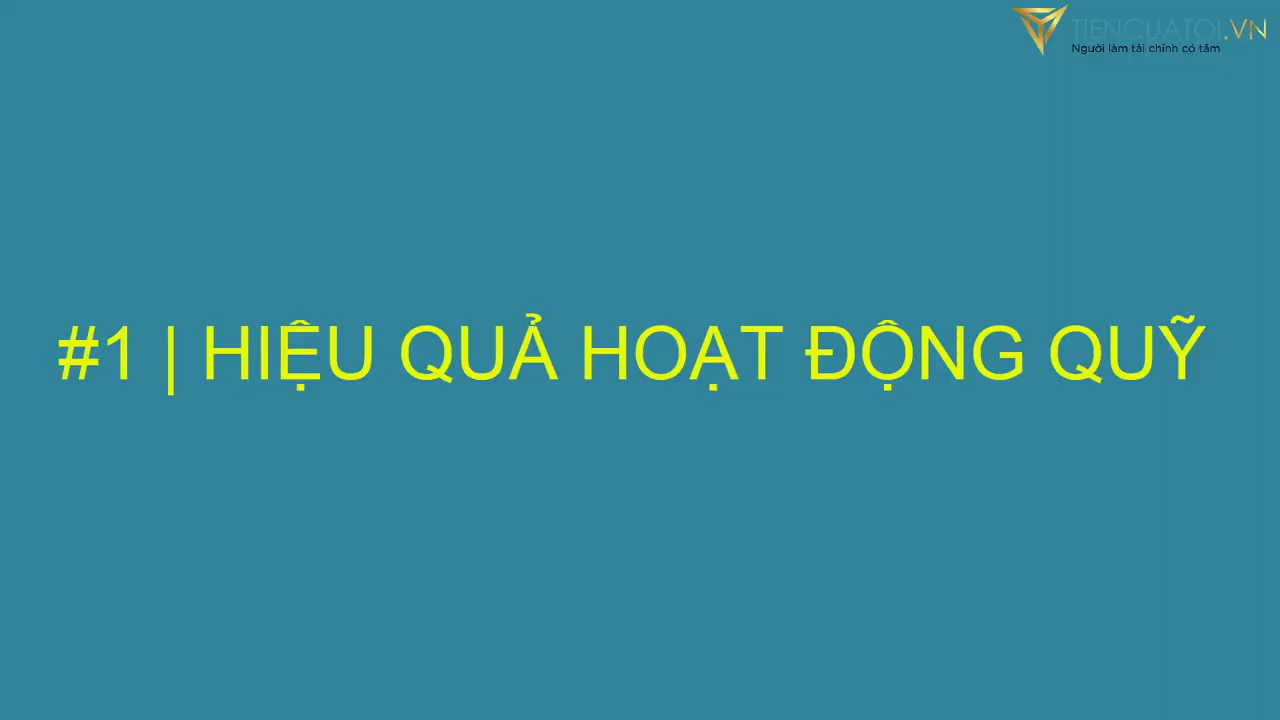 TIENCUATOI.VN
Người làm tài chính có tâm
#1 | HIỆU QUẢ HOẠT ĐỘNG QUỸ